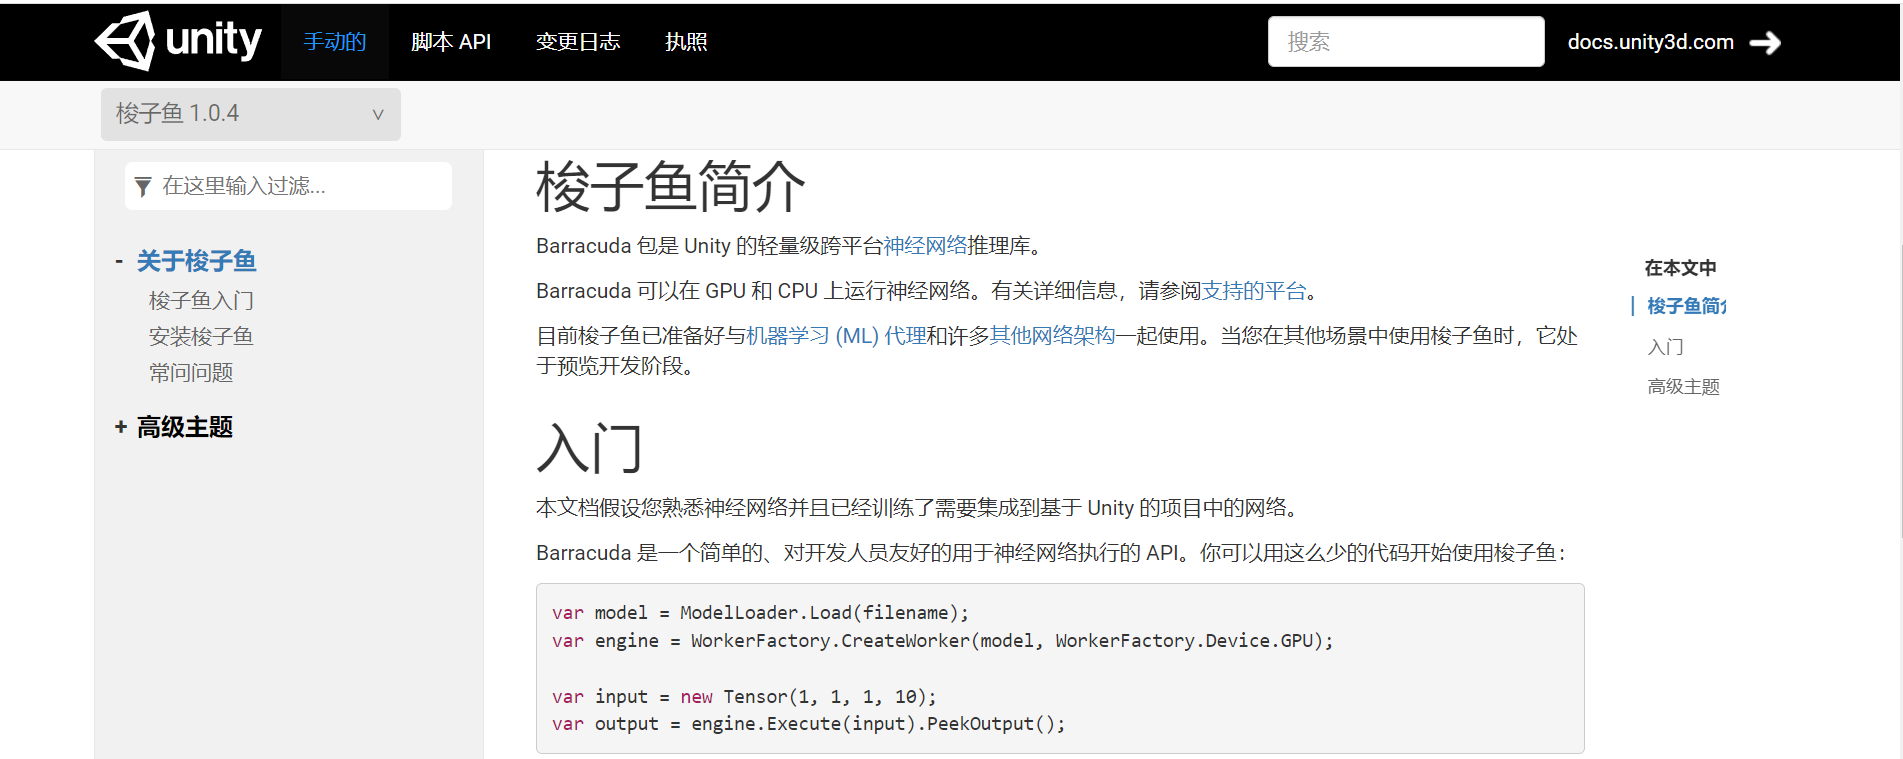 unity 手动的 脚本 API 变更日志 执照 搜索 docs.unity3d.com
梭子鱼 1.0.4
在这里输入过滤...
- 关于梭子鱼
梭子鱼入门
安装梭子鱼
常问问题
+ 高级主题
梭子鱼简介
Barracuda 包是 Unity 的轻量级跨平台神经网络推理库。
Barracuda 可以在 GPU 和 CPU 上运行神经网络。有关详细信息，请参阅支持的平台。
目前梭子鱼已准备好与机器学习 (ML) 代理和许多其他网络架构一起使用。当您在其他场景中使用梭子鱼时，它处
于预览开发阶段。
入门
本文档假设您熟悉神经网络并且已经训练了需要集成到基于 Unity 的项目中的网络。
Barracuda 是一个简单的、对开发人员友好的用于神经网络执行的 API。你可以用这么少的代码开始使用梭子鱼：
var model = ModelLoader.Load(filename);
var engine = WorkerFactory.CreateWorker(model, WorkerFactory.Device.GPU);
var input = new Tensor(1, 1, 1, 10);
var output = engine.Execute(input).PeekOutput();
在本文中
梭子鱼简介
入门
高级主题